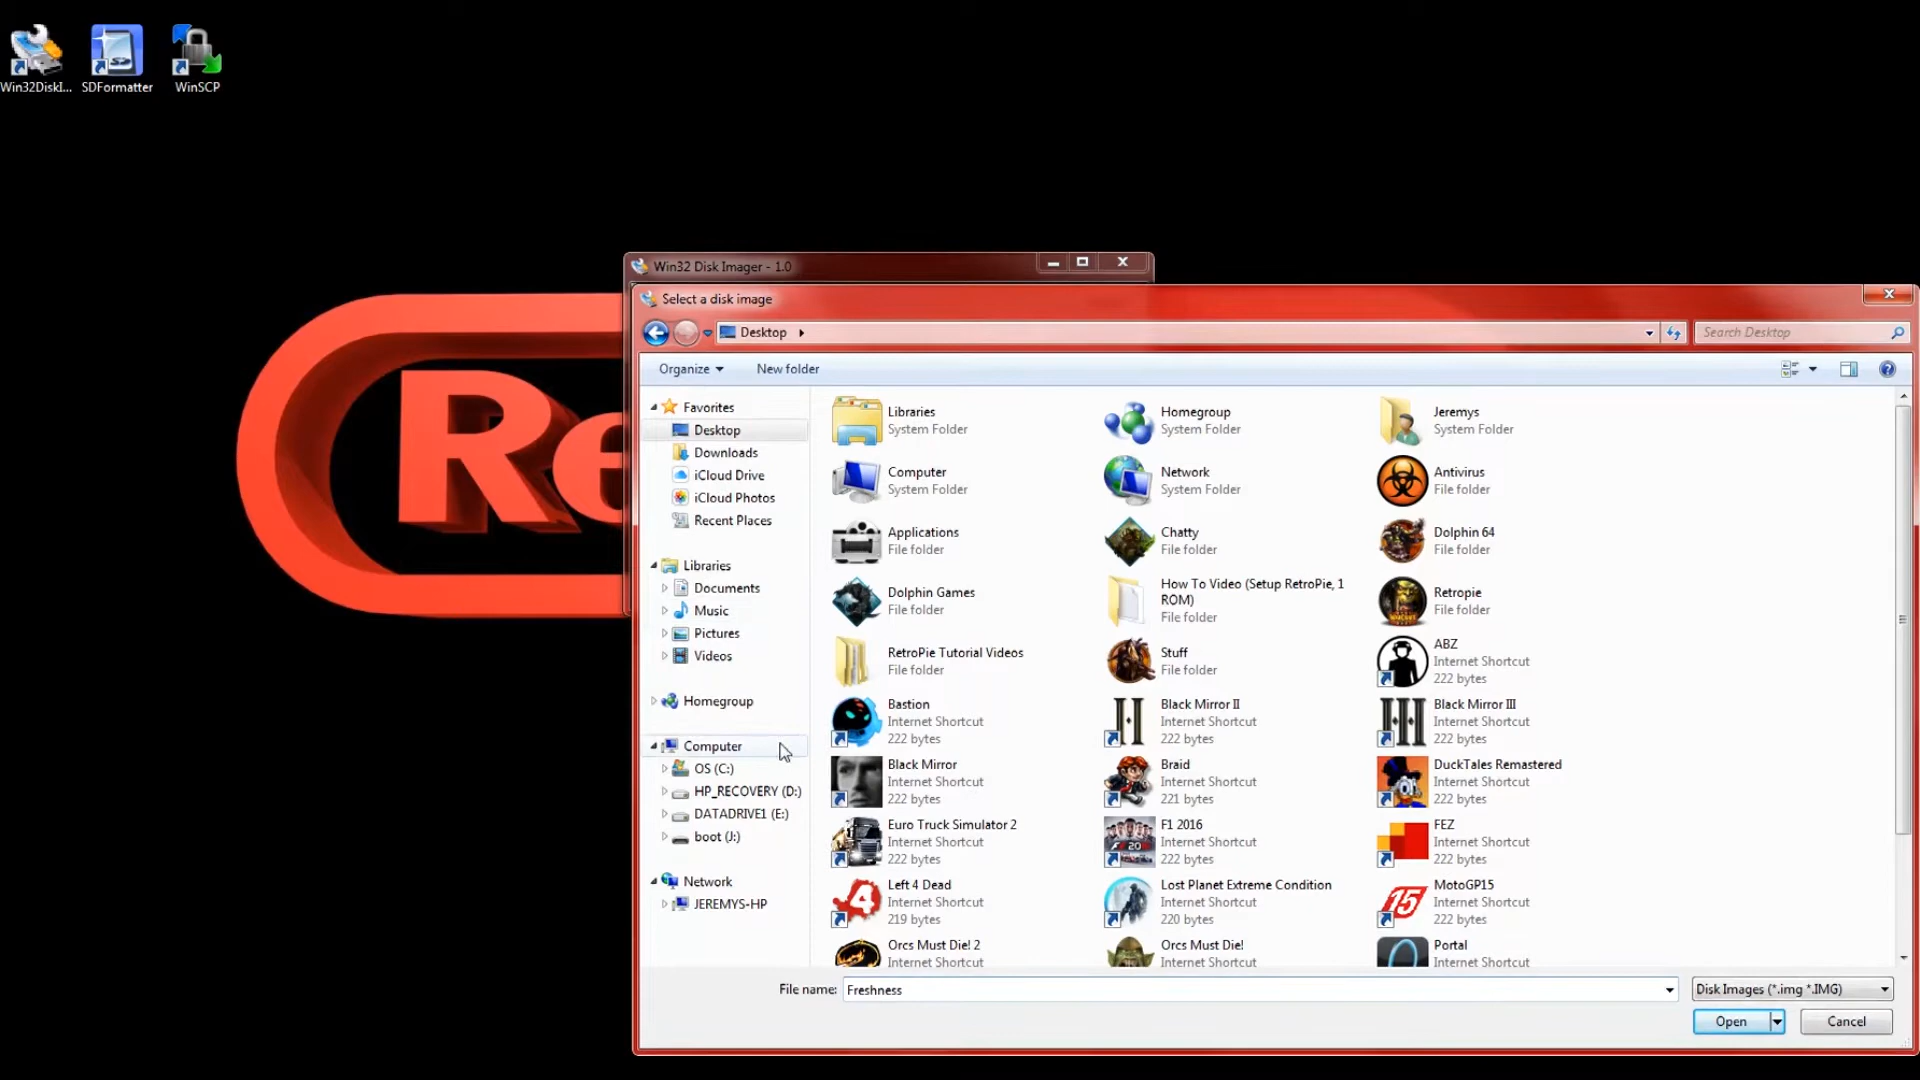 Win32DiskI...
SDFormatter
WinSCP
Re
Win32 Disk Imager - 1.0
Select a disk image
Desktop
Search Desktop
Organize
New folder
Favorites
Desktop
Downloads
iCloud Drive
iCloud Photos
Recent Places
Libraries
Documents
Music
Pictures
Videos
Homegroup
Computer
OS (C:)
HP_RECOVERY (D:)
DATADRIVE1 (E:)
boot (J:)
Network
JEREMYS-HP
Libraries
System Folder
Homegroup
System Folder
Jeremys
System Folder
Computer
System Folder
Network
System Folder
Antivirus
File folder
Applications
File folder
Chatty
File folder
Dolphin 64
File folder
Dolphin Games
File folder
How To Video (Setup RetroPie, 1
ROM)
File folder
Retropie
File folder
RetroPie Tutorial Videos
File folder
Stuff
File folder
ABZ
Internet Shortcut
222 bytes
Bastion
Internet Shortcut
222 bytes
Black Mirror II
Internet Shortcut
222 bytes
Black Mirror III
Internet Shortcut
222 bytes
Black Mirror
Internet Shortcut
222 bytes
Braid
Internet Shortcut
221 bytes
DuckTales Remastered
Internet Shortcut
222 bytes
Euro Truck Simulator 2
Internet Shortcut
222 bytes
F1 2016
Internet Shortcut
222 bytes
FEZ
Internet Shortcut
222 bytes
Left 4 Dead
Internet Shortcut
219 bytes
Lost Planet Extreme Condition
Internet Shortcut
220 bytes
MotoGP15
Internet Shortcut
222 bytes
Orcs Must Die! 2
Internet Shortcut
Orcs Must Die!
Internet Shortcut
Portal
Internet Shortcut
File name:
Freshness
Disk Images (*.img *.IMG)
Open
Cancel